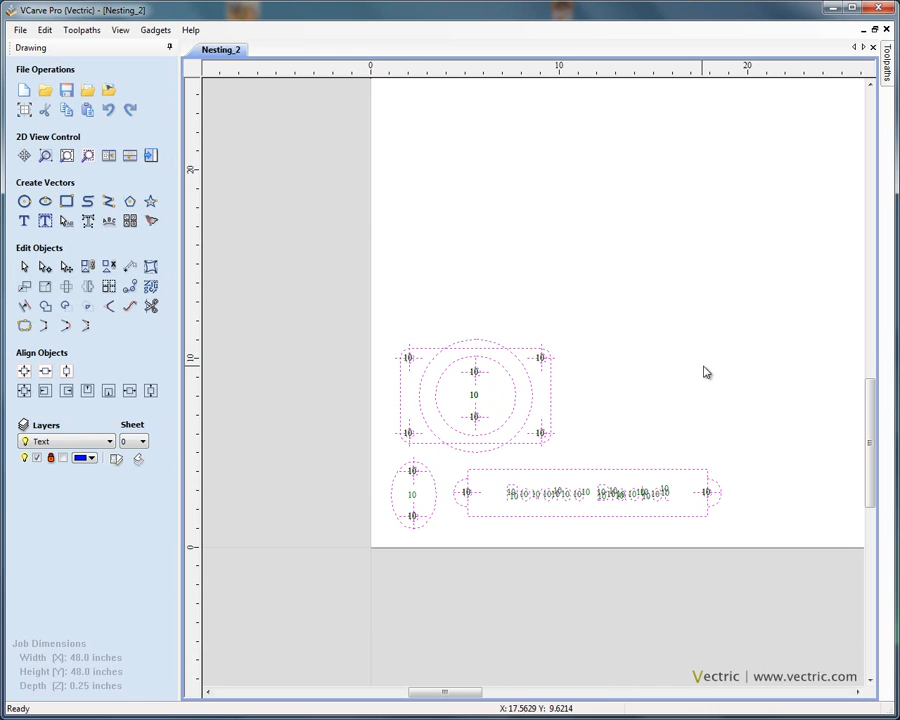 VCarve Pro {Vectric} - [Nesting_2]
File Edit Toolpaths View Gadgets Help
Drawing
Nesting_2
Toolpaths
File Operations
2D View Control
Create Vectors
Edit Objects
Align Objects
Layers
Sheet
Text
0
0
10
20
20
10
0
10
10
10
10
10
10
10
10
10
10
10
10
Job Dimensions
Width [X]: 48.0 inches
Height [Y]: 48.0 inches
Depth [Z]: 0.25 inches
Vectric | www.vectric.com
Ready
X: 17.5629 Y: 9.6214